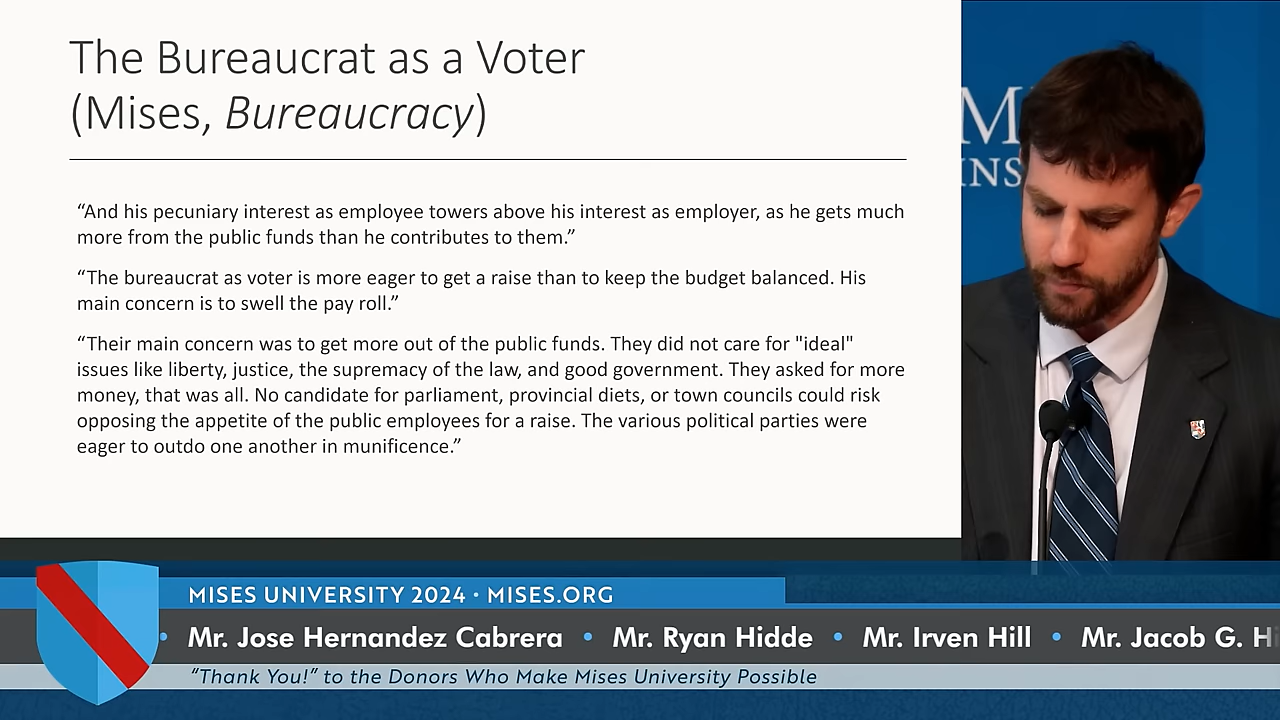 The Bureaucrat as a Voter
(Mises, Bureaucracy)
“And his pecuniary interest as employee towers above his interest as employer, as he gets much
more from the public funds than he contributes to them.”
“The bureaucrat as voter is more eager to get a raise than to keep the budget balanced. His
main concern is to swell the pay roll.”
“Their main concern was to get more out of the public funds. They did not care for "ideal"
issues like liberty, justice, the supremacy of the law, and good government. They asked for more
money, that was all. No candidate for parliament, provincial diets, or town councils could risk
opposing the appetite of the public employees for a raise. The various political parties were
eager to outdo one another in munificence.”
M
INS
MISES UNIVERSITY 2024 • MISES.ORG
• Mr. Jose Hernandez Cabrera • Mr. Ryan Hidde • Mr. Irven Hill • Mr. Jacob G. H
“Thank You!” to the Donors Who Make Mises University Possible